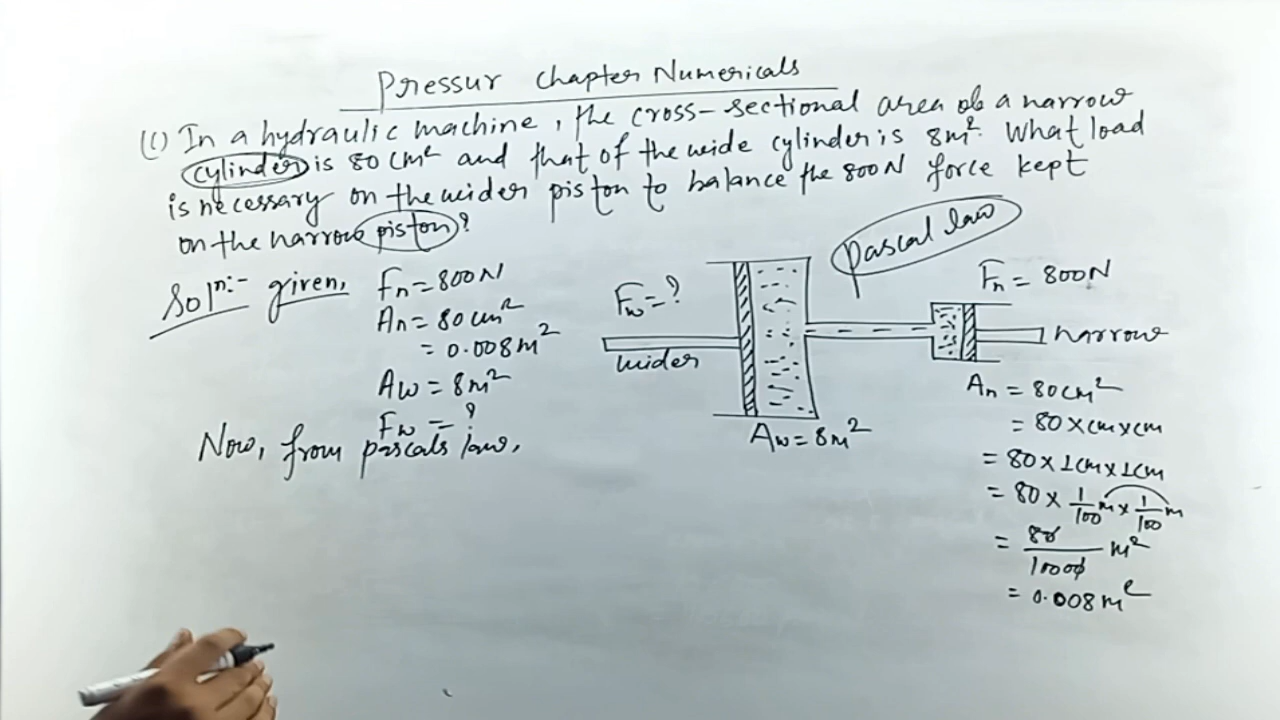 Pressur Chapter Numericals
(1) In a hydraulic machine, the cross-sectional area of a narrow
cylinder is 80 cm² and that of the wide cylinder is 8m². What load
is necessary on the wider piston to balance the 800N force kept
on the narrow piston?
Solⁿ:- given,
Fn = 800N
An = 80 cm²
= 0.008 m²
Aw = 8m²
Fw = ?
Now, from pascals law,
pascal law
Fw = ?
wider
Aw = 8m²
Fn = 800N
narrow
An = 80cm²
= 80 × cm × cm
= 80 × 1cm × 1cm
= 80 × 1/100 m × 1/100 m
= 80/10000 m²
= 0.008 m²